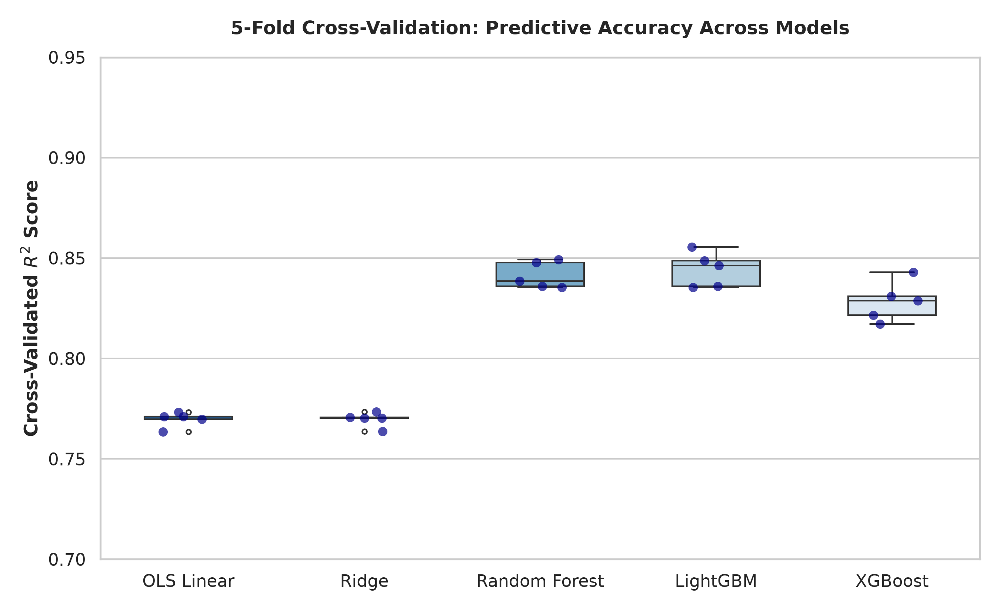 5-Fold Cross-Validation: Predictive Accuracy Across Models
Cross-Validated R² Score
0.95
0.90
0.85
0.80
0.75
0.70
OLS Linear
Ridge
Random Forest
LightGBM
XGBoost